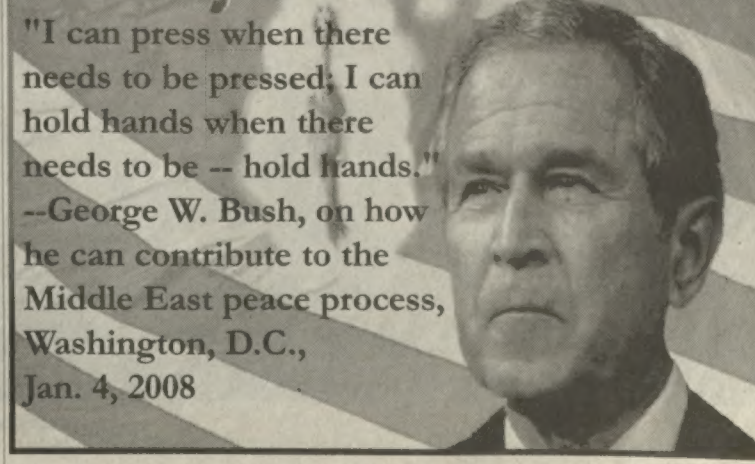 "I can press when there
needs to be pressed; I can
hold hands when there
needs to be -- hold hands."
--George W. Bush, on how
he can contribute to the
Middle East peace process,
Washington, D.C.,
Jan. 4, 2008